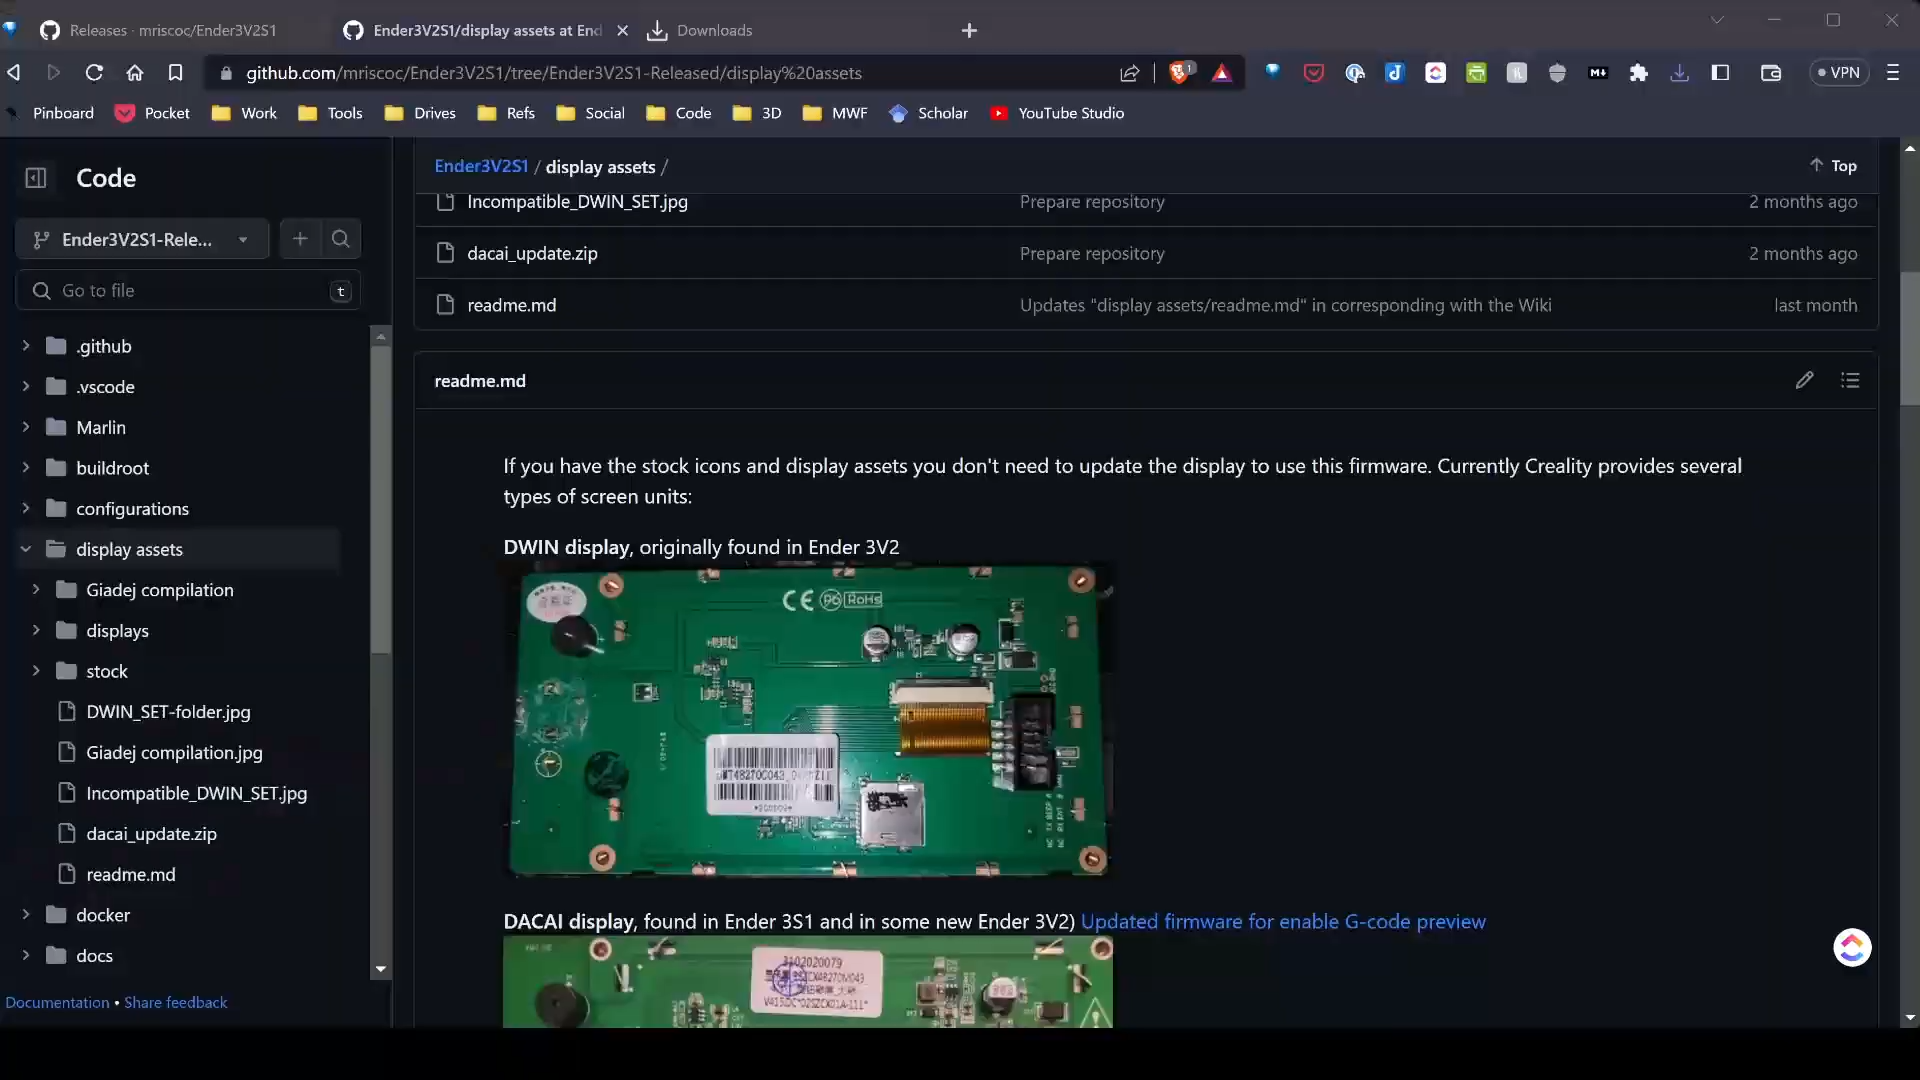 Releases · mriscoc/Ender3V2S1
Ender3V2S1/display assets at End
Downloads
github.com/mriscoc/Ender3V2S1/tree/Ender3V2S1-Released/display%20assets
1
M
VPN
Pinboard
Pocket
Work
Tools
Drives
Refs
Social
Code
3D
MWF
Scholar
YouTube Studio
Code
Ender3V2S1-Rele...
Go to file
t
.github
.vscode
Marlin
buildroot
configurations
display assets
Giadej compilation
displays
stock
DWIN_SET-folder.jpg
Giadej compilation.jpg
Incompatible_DWIN_SET.jpg
dacai_update.zip
readme.md
docker
docs
Documentation • Share feedback
Ender3V2S1 / display assets /
Top
Incompatible_DWIN_SET.jpg Prepare repository 2 months ago
dacai_update.zip Prepare repository 2 months ago
readme.md Updates "display assets/readme.md" in corresponding with the Wiki last month
readme.md
If you have the stock icons and display assets you don't need to update the display to use this firmware. Currently Creality provides several
types of screen units:
DWIN display, originally found in Ender 3V2
CE Pb RoHS
DACAI display, found in Ender 3S1 and in some new Ender 3V2) Updated firmware for enable G-code preview
3102020079